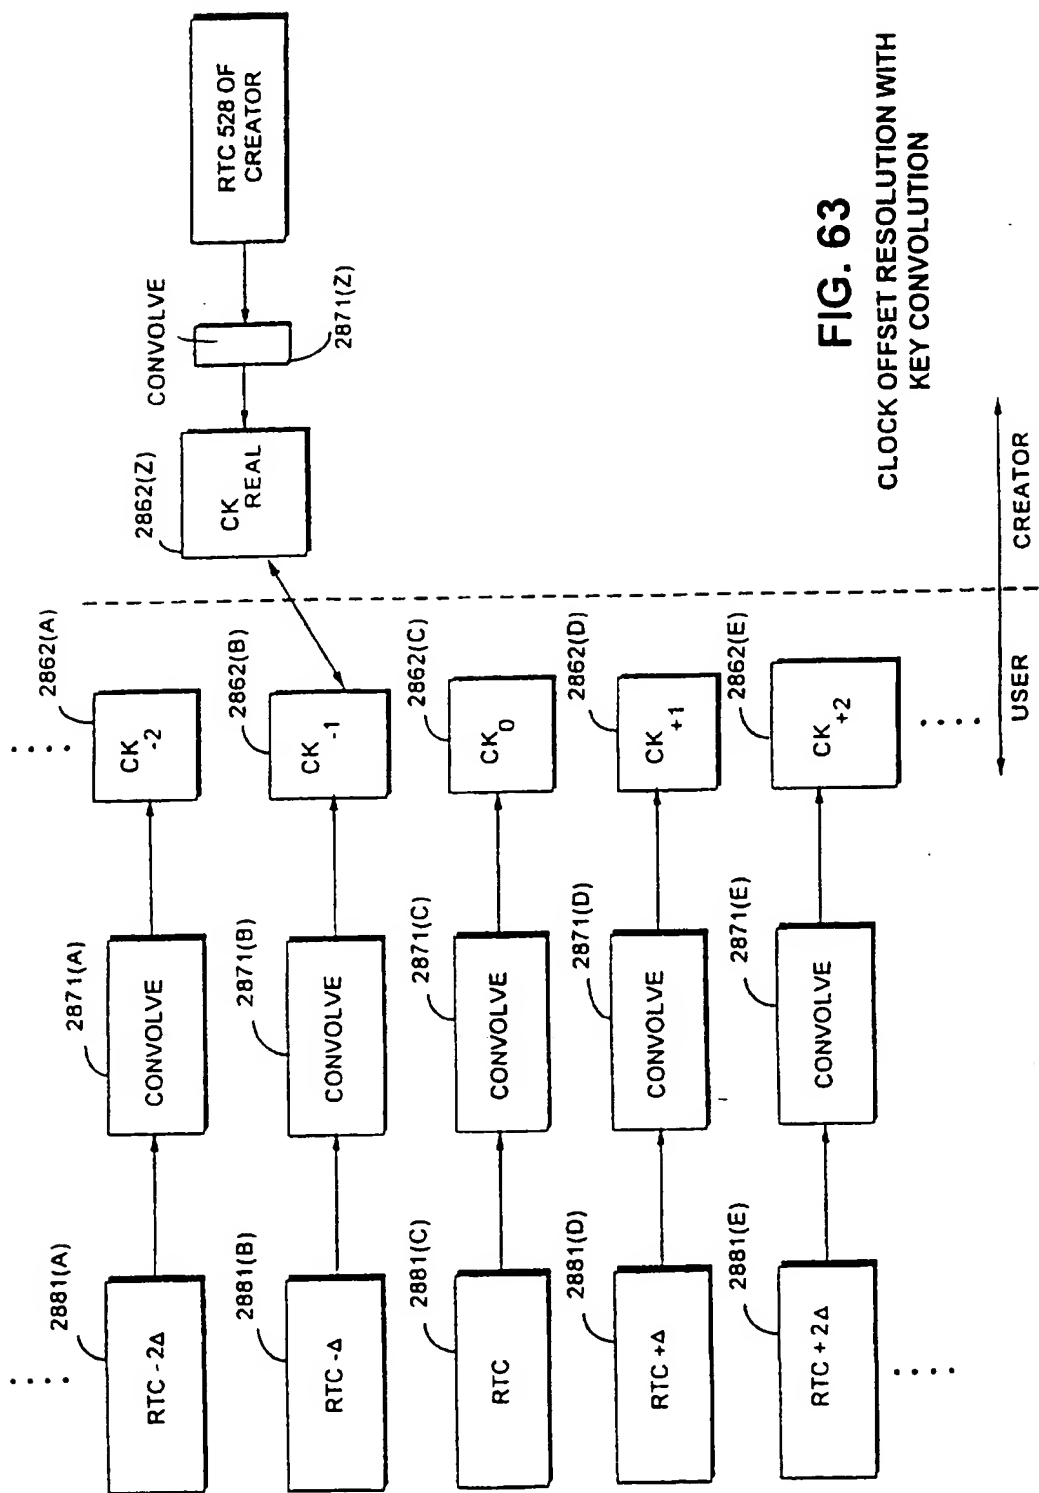 RTC 528 OF
CREATOR
CONVOLVE
2871(Z)
2862(Z)
CK REAL
2862(A)
2862(B)
2862(C)
2862(D)
2862(E)
....
CK -2
CK -1
CK 0
CK +1
CK +2
....
2871(A)
2871(B)
2871(C)
2871(D)
2871(E)
CONVOLVE
CONVOLVE
CONVOLVE
CONVOLVE
CONVOLVE
2881(A)
2881(B)
2881(C)
2881(D)
2881(E)
....
RTC - 2Δ
RTC -Δ
RTC
RTC +Δ
RTC + 2Δ
....
USER
CREATOR
FIG. 63
CLOCK OFFSET RESOLUTION WITH
KEY CONVOLUTION